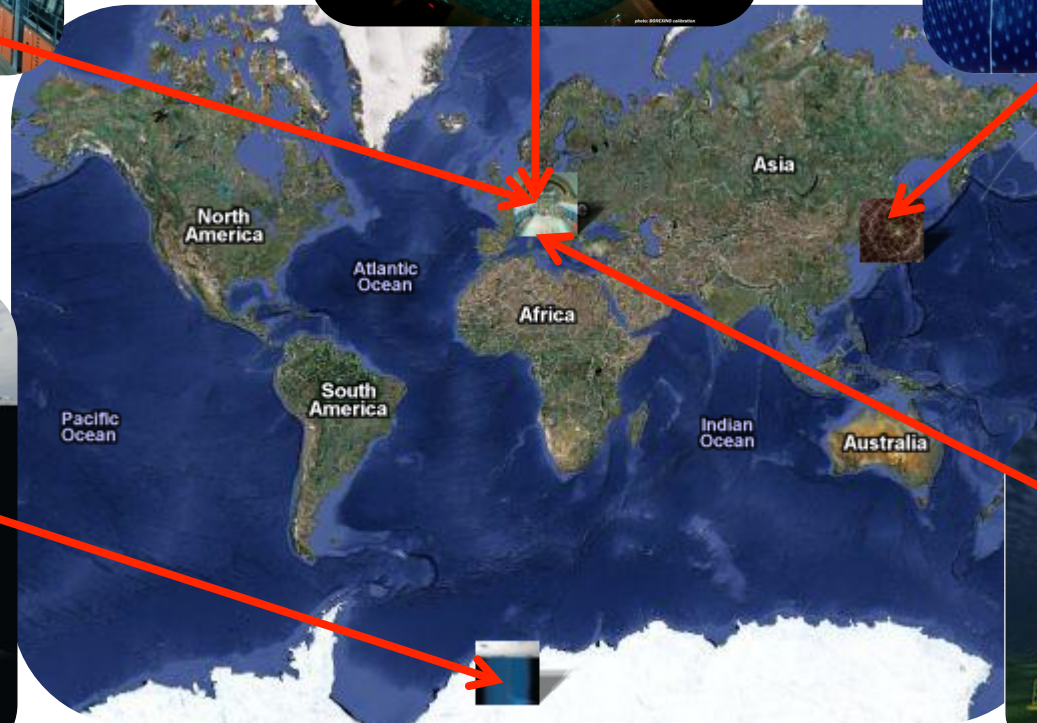 photo: BOREXINO calibration
Asia
North
America
Atlantic
Ocean
Africa
South
America
Pacific
Ocean
Indian
Ocean
Australia